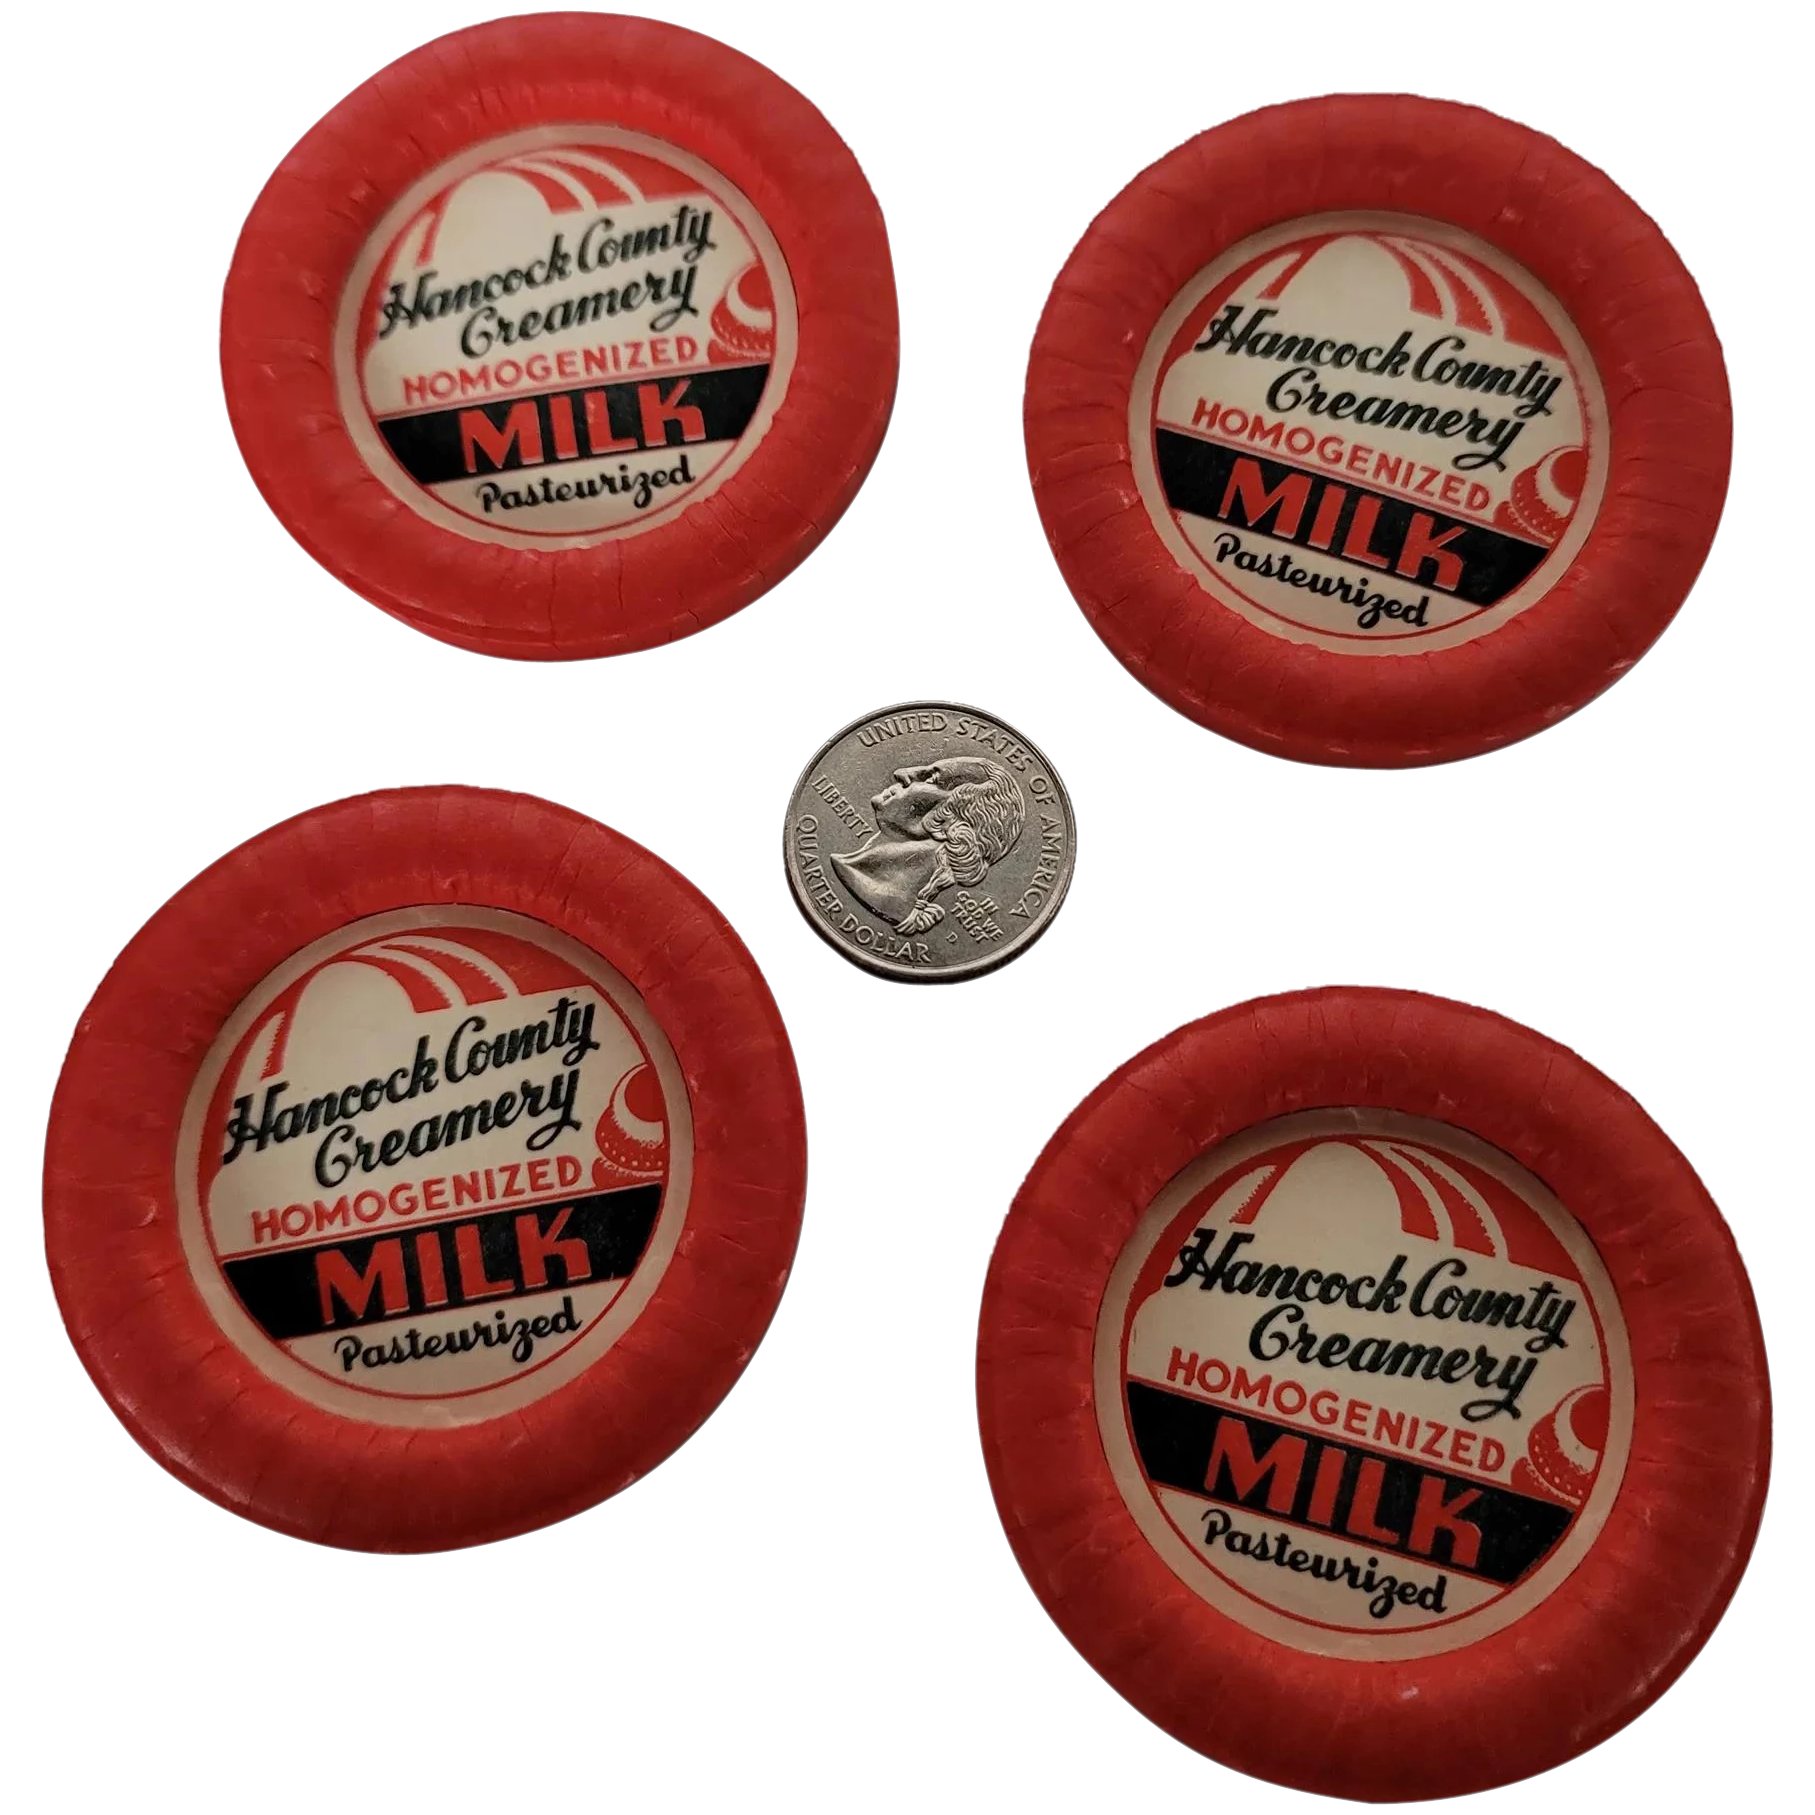 Hancock County
Creamery
HOMOGENIZED
MILK
Pasteurized
Hancock County
Creamery
HOMOGENIZED
MILK
Pasteurized
UNITED STATES OF AMERICA
LIBERTY
IN
GOD WE
TRUST
D
QUARTER DOLLAR
Hancock County
Creamery
HOMOGENIZED
MILK
Pasteurized
Hancock County
Creamery
HOMOGENIZED
MILK
Pasteurized